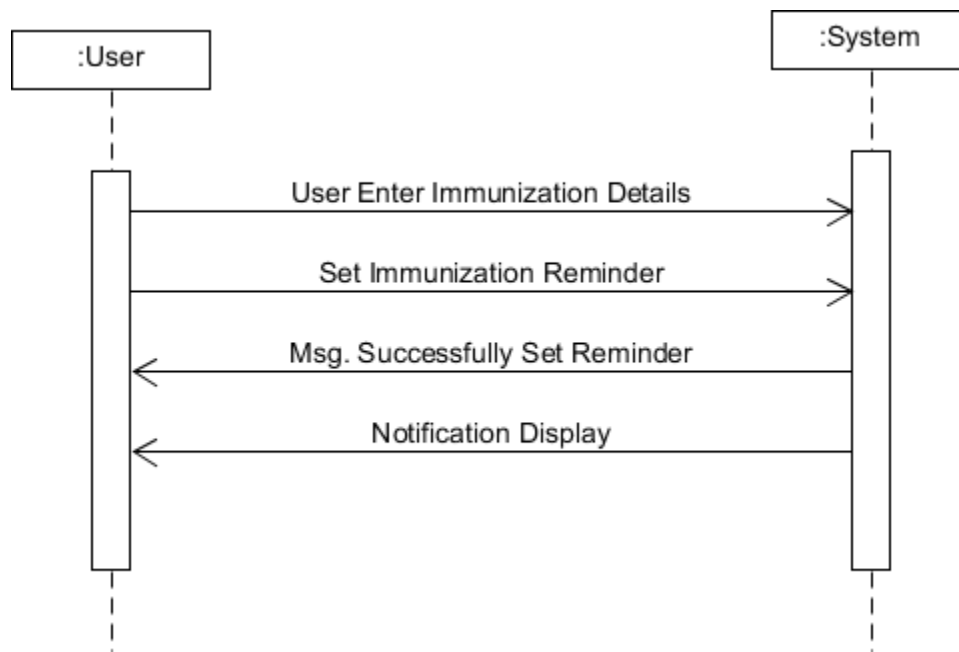 :User
:System
User Enter Immunization Details
Set Immunization Reminder
Msg. Successfully Set Reminder
Notification Display